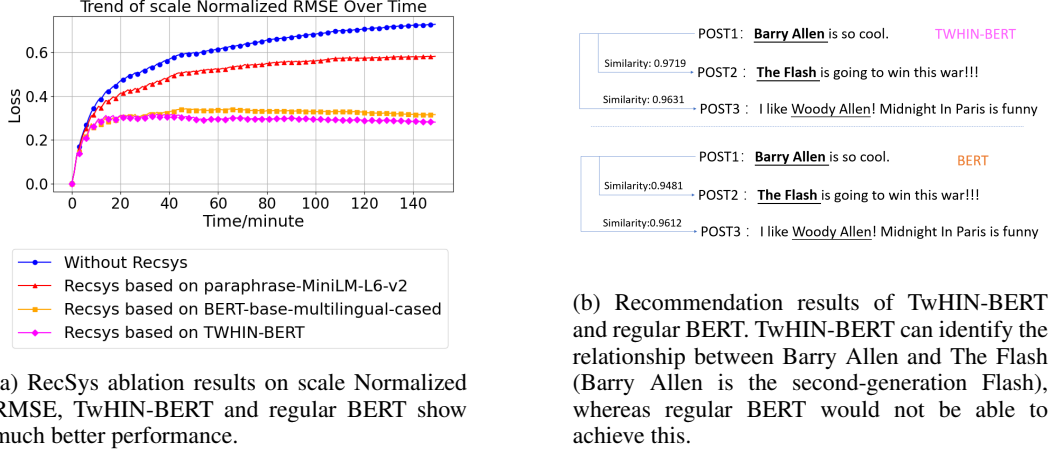 Trend of scale Normalized RMSE Over Time
Loss
0.6
0.4
0.2
0.0
0 20 40 60 80 100 120 140
Time/minute
Without Recsys
Recsys based on paraphrase-MiniLM-L6-v2
Recsys based on BERT-base-multilingual-cased
Recsys based on TWHIN-BERT
a) RecSys ablation results on scale Normalized
RMSE, TwHIN-BERT and regular BERT show
much better performance.
POST1: Barry Allen is so cool. TWHIN-BERT
Similarity: 0.9719
POST2 : The Flash is going to win this war!!!
Similarity: 0.9631
POST3 : I like Woody Allen! Midnight In Paris is funny
POST1: Barry Allen is so cool. BERT
Similarity:0.9481
POST2 : The Flash is going to win this war!!!
Similarity:0.9612
POST3 : I like Woody Allen! Midnight In Paris is funny
(b) Recommendation results of TwHIN-BERT
and regular BERT. TwHIN-BERT can identify the
relationship between Barry Allen and The Flash
(Barry Allen is the second-generation Flash),
whereas regular BERT would not be able to
achieve this.